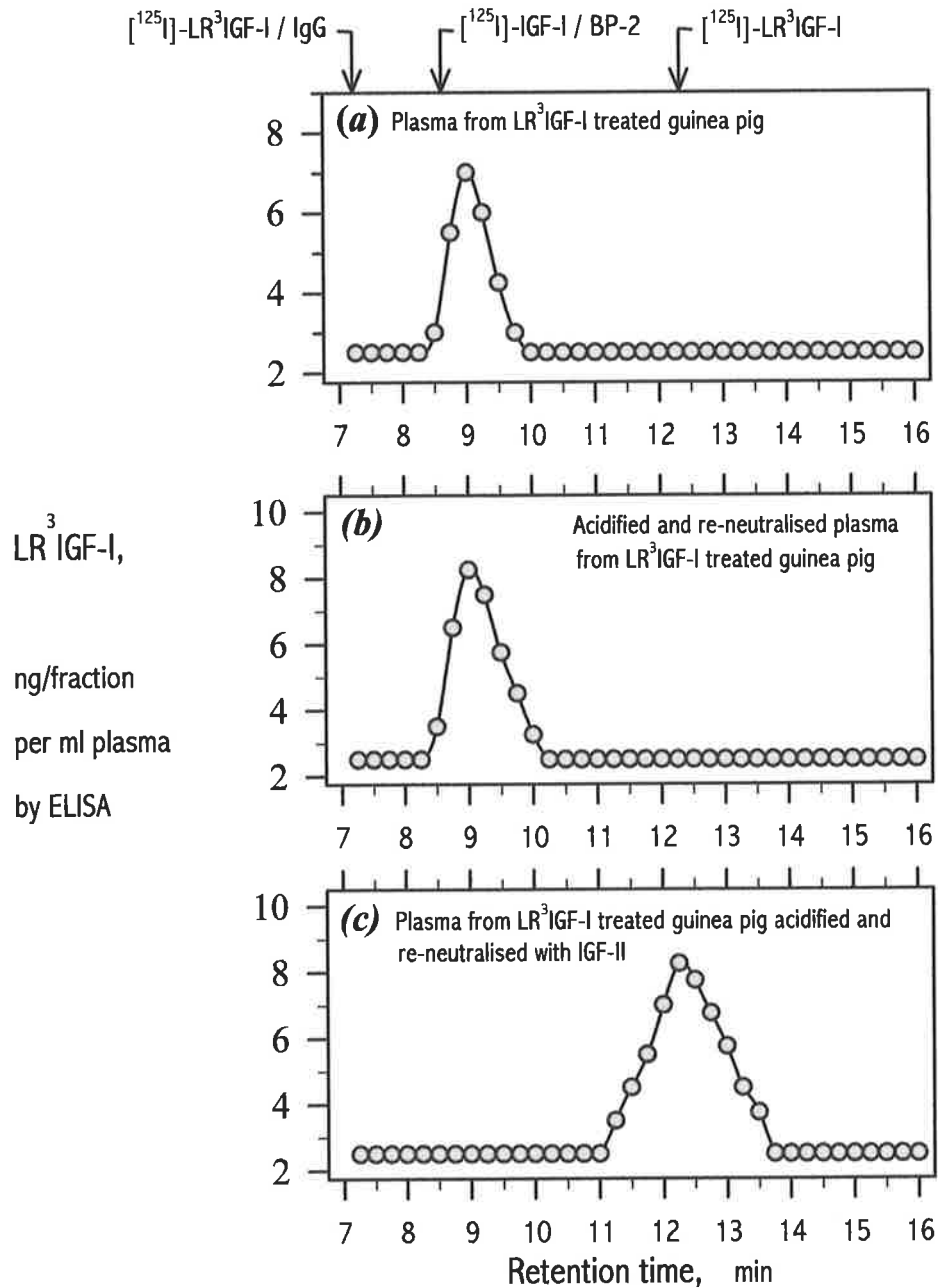 [¹²⁵I]-LR³IGF-I / IgG [¹²⁵I]-IGF-I / BP-2 [¹²⁵I]-LR³IGF-I
(a) Plasma from LR³IGF-I treated guinea pig
8
6
4
2
7 8 9 10 11 12 13 14 15 16
(b) Acidified and re-neutralised plasma
from LR³IGF-I treated guinea pig
10
8
6
4
2
7 8 9 10 11 12 13 14 15 16
LR³IGF-I,
ng/fraction
per ml plasma
by ELISA
(c) Plasma from LR³IGF-I treated guinea pig acidified and
re-neutralised with IGF-II
10
8
6
4
2
7 8 9 10 11 12 13 14 15 16
Retention time, min